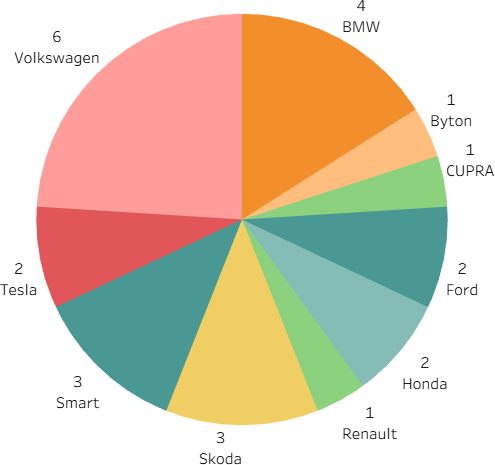 4
BMW
1
Byton
1
CUPRA
2
Ford
2
Honda
1
Renault
3
Skoda
3
Smart
2
Tesla
6
Volkswagen